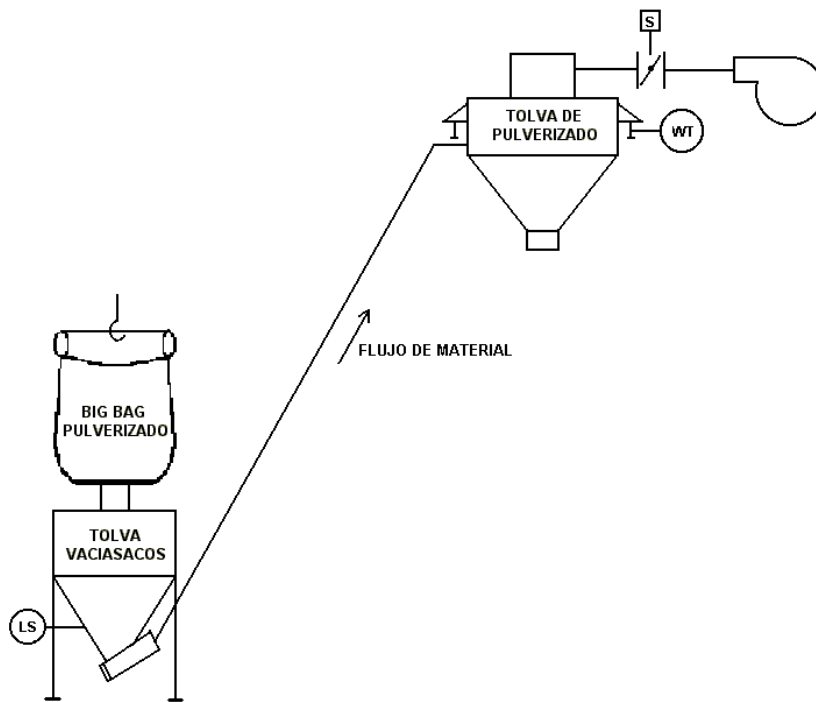 S
TOLVA DE
PULVERIZADO
WT
FLUJO DE MATERIAL
BIG BAG
PULVERIZADO
TOLVA
VACIASACOS
LS